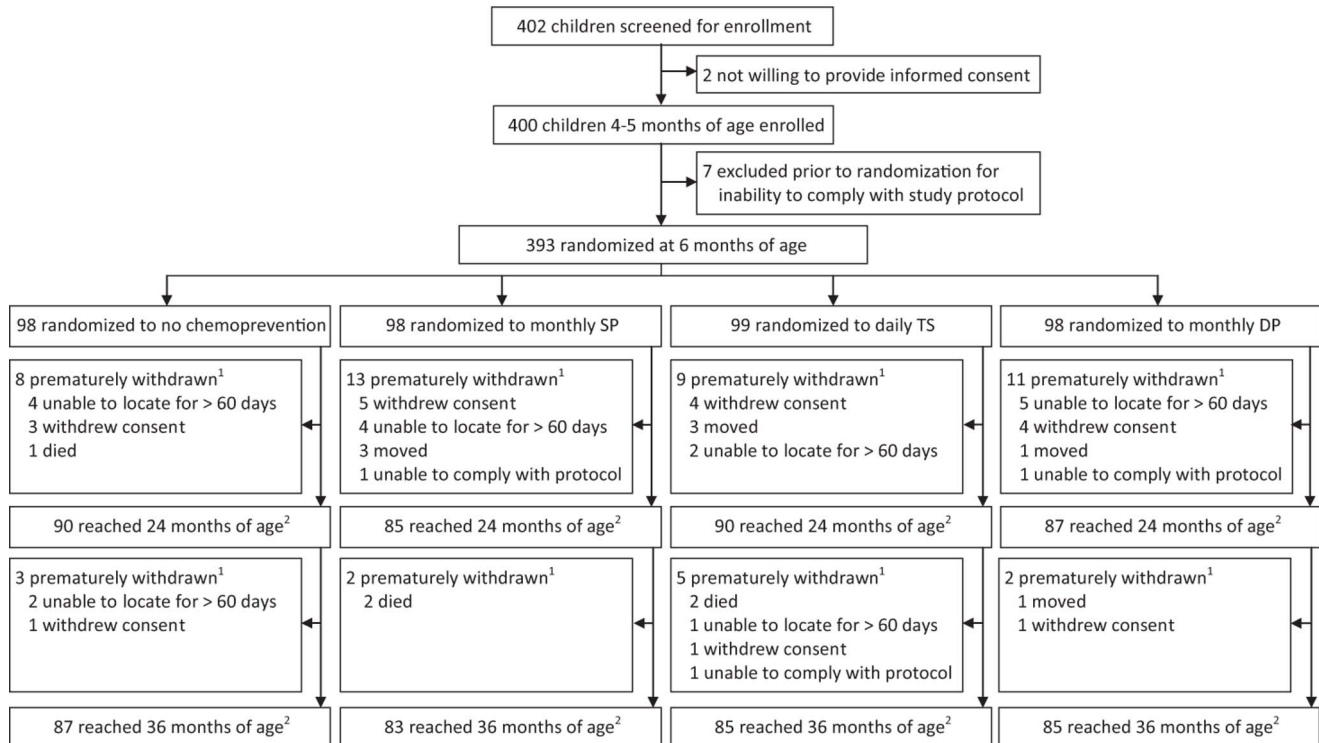 402 children screened for enrollment
2 not willing to provide informed consent
400 children 4-5 months of age enrolled
7 excluded prior to randomization for
inability to comply with study protocol
393 randomized at 6 months of age
98 randomized to no chemoprevention
98 randomized to monthly SP
99 randomized to daily TS
98 randomized to monthly DP
8 prematurely withdrawn¹
4 unable to locate for > 60 days
3 withdrew consent
1 died
13 prematurely withdrawn¹
5 withdrew consent
4 unable to locate for > 60 days
3 moved
1 unable to comply with protocol
9 prematurely withdrawn¹
4 withdrew consent
3 moved
2 unable to locate for > 60 days
11 prematurely withdrawn¹
5 unable to locate for > 60 days
4 withdrew consent
1 moved
1 unable to comply with protocol
90 reached 24 months of age²
85 reached 24 months of age²
90 reached 24 months of age²
87 reached 24 months of age²
3 prematurely withdrawn¹
2 unable to locate for > 60 days
1 withdrew consent
2 prematurely withdrawn¹
2 died
5 prematurely withdrawn¹
2 died
1 unable to locate for > 60 days
1 withdrew consent
1 unable to comply with protocol
2 prematurely withdrawn¹
1 moved
1 withdrew consent
87 reached 36 months of age²
83 reached 36 months of age²
85 reached 36 months of age²
85 reached 36 months of age²